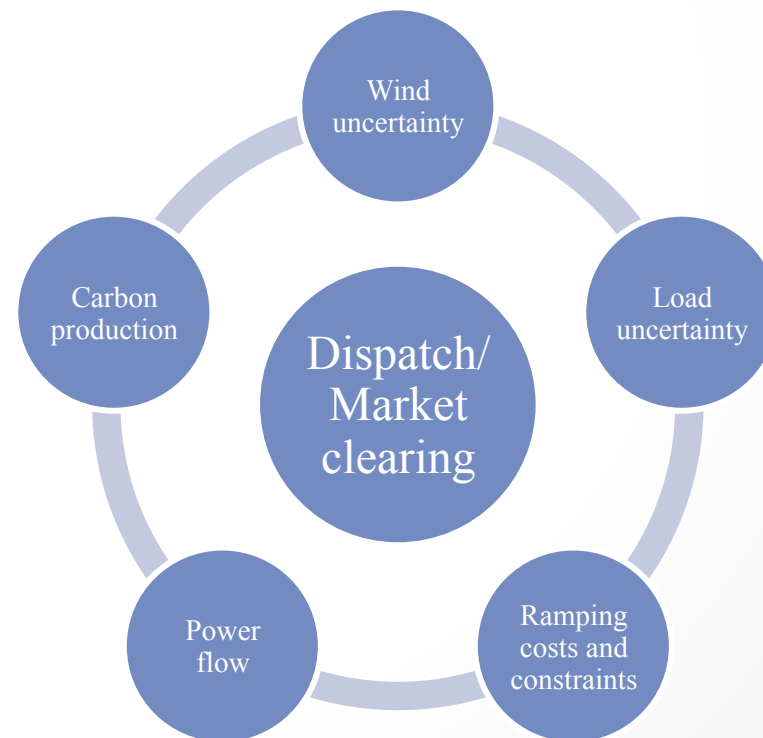 Wind
uncertainty
Load
uncertainty
Ramping
costs and
constraints
Power
flow
Carbon
production
Dispatch/
Market
clearing